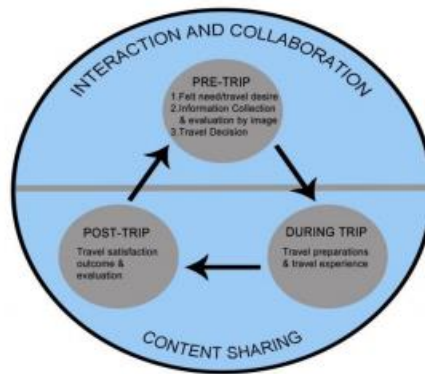 INTERACTION AND COLLABORATION
PRE-TRIP
1.Felt need/travel desire
2.Information Collection
& evaluation by image
3.Travel Decision
POST-TRIP
Travel satisfaction
outcome &
evaluation
DURING TRIP
Travel preparations
& travel experience
CONTENT SHARING